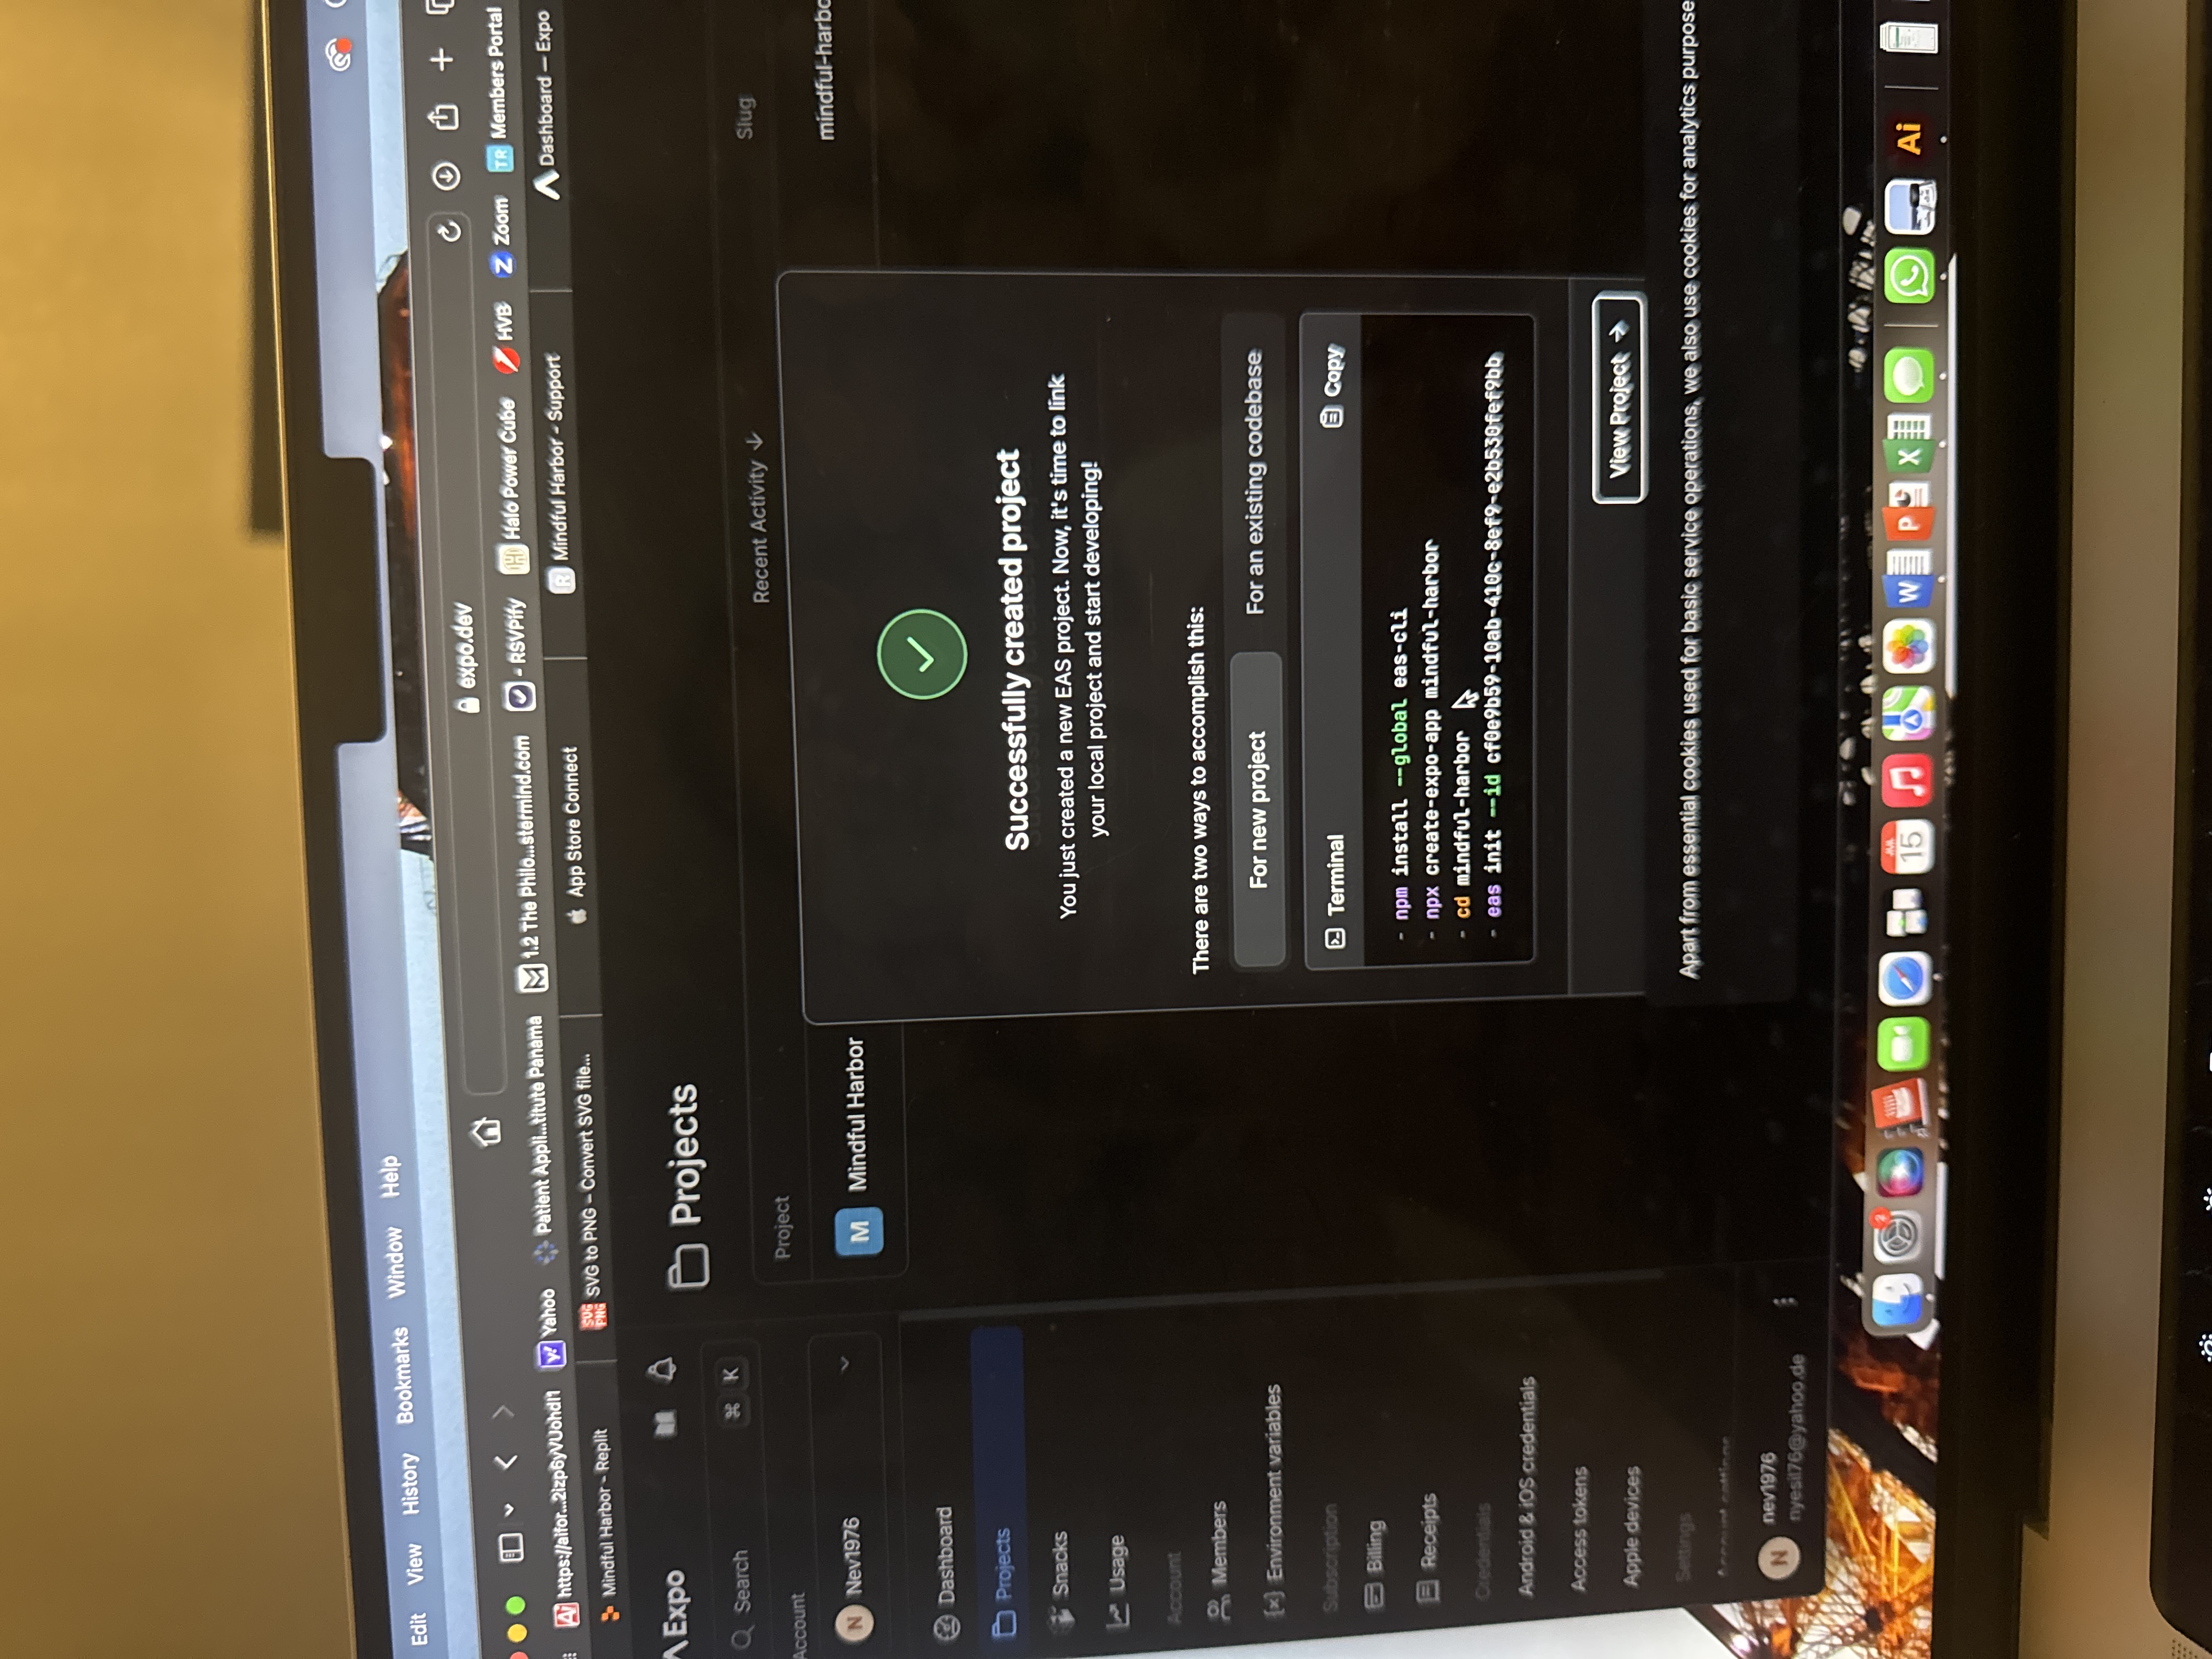 Edit View History Bookmarks Window Help
expo.dev
https://aifor...2izp6yVUohdI1 Yahoo Patient Appli...titute Panama 1.2 The Philo...stermind.com - RSVPify Halo Power Cube HVB Zoom TR Members Portal
Mindful Harbor - Replit SVG PNG SVG to PNG – Convert SVG file... App Store Connect R Mindful Harbor - Support Dashboard — Expo
Expo
Search ⌘ K
Account
N Nev1976
Dashboard
Projects
Snacks
Usage
Account
Members
Environment variables
Subscription
Billing
Receipts
Credentials
Android & iOS credentials
Access tokens
Apple devices
Settings
Account settings
N nev1976
nyesil76@yahoo.de
Projects
Project Recent Activity ↓ Slug
M Mindful Harbor mindful-harbo
Successfully created project
You just created a new EAS project. Now, it's time to link
your local project and start developing!
There are two ways to accomplish this:
For new project For an existing codebase
Terminal Copy
- npm install --global eas-cli
- npx create-expo-app mindful-harbor
- cd mindful-harbor
- eas init --id cf0e9b59-10ab-410c-8ef9-e2b530fef9bb
View Project →
Apart from essential cookies used for basic service operations, we also use cookies for analytics purpose
2 JUL 15 W P X Ai